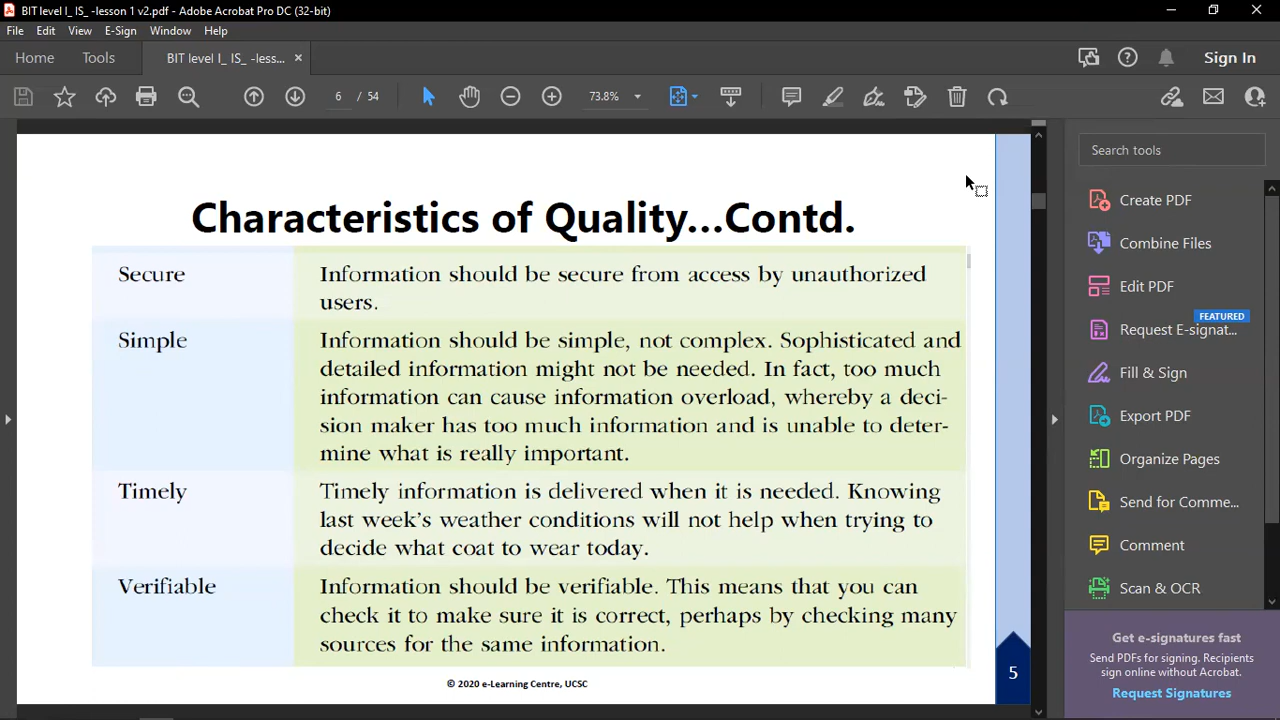 BIT level I_ IS_ -lesson 1 v2.pdf - Adobe Acrobat Pro DC (32-bit)
File Edit View E-Sign Window Help
Home Tools BIT level I_ IS_ -less... × Sign In
6 / 54 73.8%
Characteristics of Quality...Contd.
Secure Information should be secure from access by unauthorized
users.
Simple Information should be simple, not complex. Sophisticated and
detailed information might not be needed. In fact, too much
information can cause information overload, whereby a deci-
sion maker has too much information and is unable to deter-
mine what is really important.
Timely Timely information is delivered when it is needed. Knowing
last week's weather conditions will not help when trying to
decide what coat to wear today.
Verifiable Information should be verifiable. This means that you can
check it to make sure it is correct, perhaps by checking many
sources for the same information.
© 2020 e-Learning Centre, UCSC
5
Search tools
Create PDF
Combine Files
Edit PDF
FEATURED
Request E-signat...
Fill & Sign
Export PDF
Organize Pages
Send for Comme...
Comment
Scan & OCR
Get e-signatures fast
Send PDFs for signing. Recipients
sign online without Acrobat.
Request Signatures